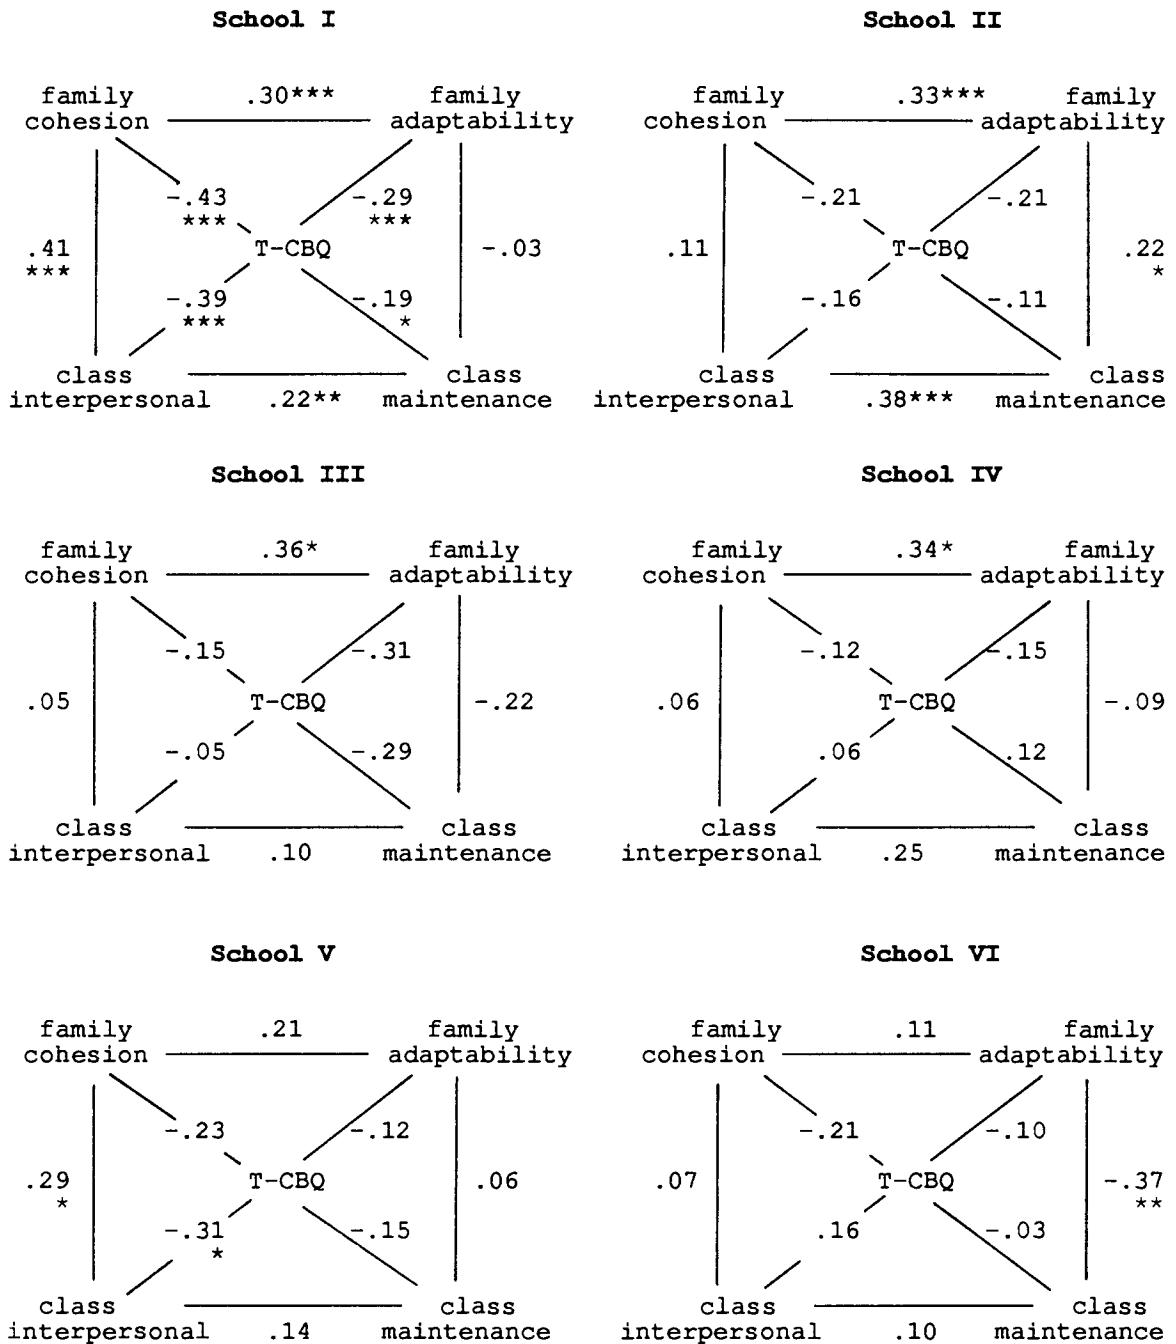 School I
family .30*** family
cohesion adaptability
-.43 -.29
*** ***
.41 T-CBQ -.03
***
-.39 -.19
*** *
class class
interpersonal .22** maintenance
School II
family .33*** family
cohesion adaptability
-.21 -.21
.11 T-CBQ .22
*
-.16 -.11
class class
interpersonal .38*** maintenance
School III
family .36* family
cohesion adaptability
-.15 -.31
.05 T-CBQ -.22
-.05 -.29
class class
interpersonal .10 maintenance
School IV
family .34* family
cohesion adaptability
-.12 -.15
.06 T-CBQ -.09
.06 .12
class class
interpersonal .25 maintenance
School V
family .21 family
cohesion adaptability
-.23 -.12
.29 T-CBQ .06
*
-.31 -.15
*
class class
interpersonal .14 maintenance
School VI
family .11 family
cohesion adaptability
-.21 -.10
.07 T-CBQ -.37
**
.16 -.03
class class
interpersonal .10 maintenance